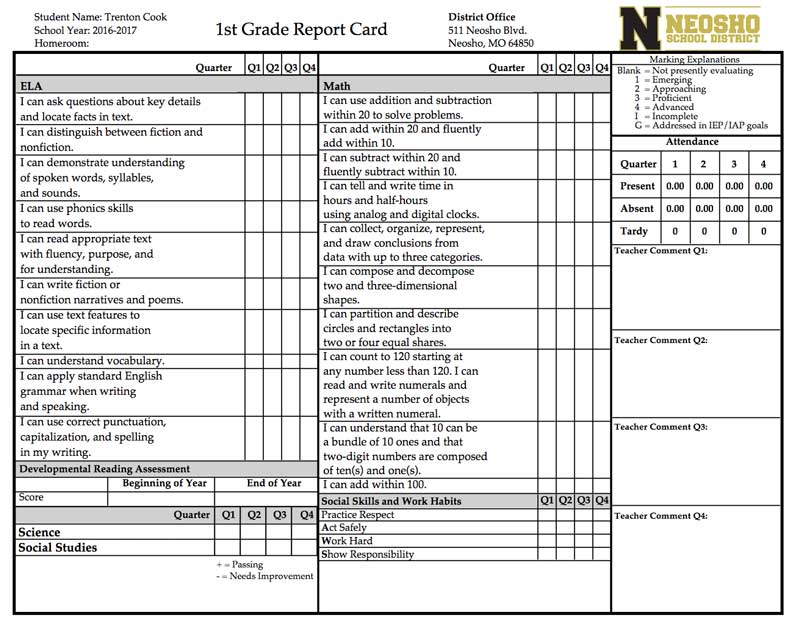 Student Name: Trenton Cook
School Year: 2016-2017
Homeroom:
1st Grade Report Card
District Office
511 Neosho Blvd.
Neosho, MO 64850
N NEOSHO
SCHOOL DISTRICT
Quarter Q1 Q2 Q3 Q4
ELA
I can ask questions about key details
and locate facts in text.
I can distinguish between fiction and
nonfiction.
I can demonstrate understanding
of spoken words, syllables,
and sounds.
I can use phonics skills
to read words.
I can read appropriate text
with fluency, purpose, and
for understanding.
I can write fiction or
nonfiction narratives and poems.
I can use text features to
locate specific information
in a text.
I can understand vocabulary.
I can apply standard English
grammar when writing
and speaking.
I can use correct punctuation,
capitalization, and spelling
in my writing.
Developmental Reading Assessment
Beginning of Year End of Year
Score
Quarter Q1 Q2 Q3 Q4
Science
Social Studies
+ = Passing
- = Needs Improvement
Quarter Q1 Q2 Q3 Q4
Math
I can use addition and subtraction
within 20 to solve problems.
I can add within 20 and fluently
add within 10.
I can subtract within 20 and
fluently subtract within 10.
I can tell and write time in
hours and half-hours
using analog and digital clocks.
I can collect, organize, represent,
and draw conclusions from
data with up to three categories.
I can compose and decompose
two and three-dimensional
shapes.
I can partition and describe
circles and rectangles into
two or four equal shares.
I can count to 120 starting at
any number less than 120. I can
read and write numerals and
represent a number of objects
with a written numeral.
I can understand that 10 can be
a bundle of 10 ones and that
two-digit numbers are composed
of ten(s) and one(s).
I can add within 100.
Social Skills and Work Habits Q1 Q2 Q3 Q4
Practice Respect
Act Safely
Work Hard
Show Responsibility
Marking Explanations
Blank = Not presently evaluating
1 = Emerging
2 = Approaching
3 = Proficient
4 = Advanced
I = Incomplete
G = Addressed in IEP/IAP goals
Attendance
Quarter 1 2 3 4
Present 0.00 0.00 0.00 0.00
Absent 0.00 0.00 0.00 0.00
Tardy 0 0 0 0
Teacher Comment Q1:
Teacher Comment Q2:
Teacher Comment Q3:
Teacher Comment Q4: